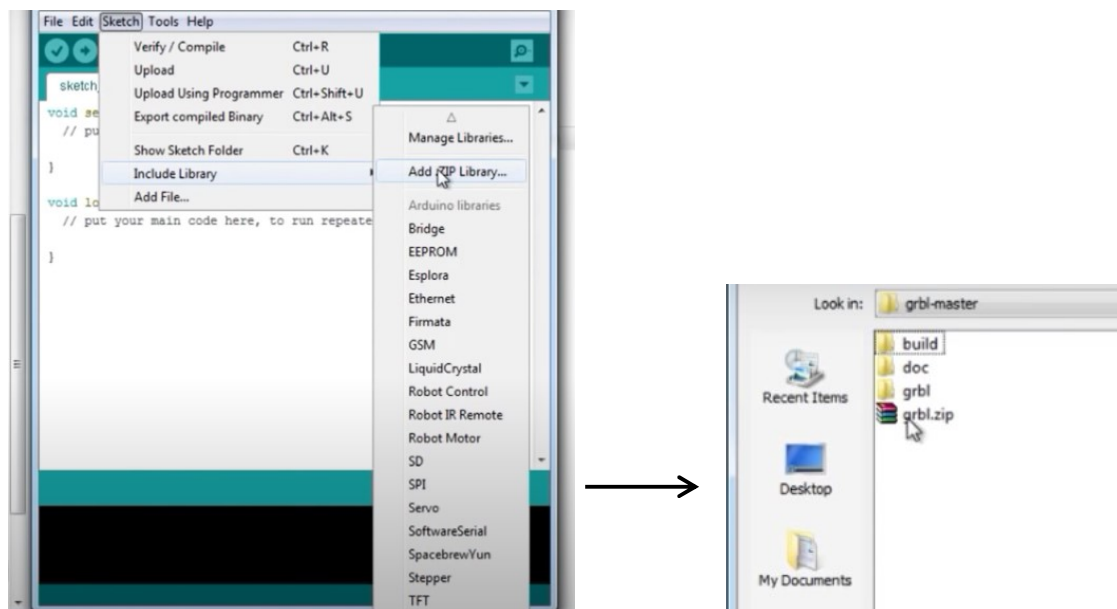 File Edit Sketch Tools Help
Verify / Compile Ctrl+R
Upload Ctrl+U
Upload Using Programmer Ctrl+Shift+U
Export compiled Binary Ctrl+Alt+S
Show Sketch Folder Ctrl+K
Include Library
Add File...
sketch
void se
// pu
}
void lo
// put your main code here, to run repeate
}
Manage Libraries...
Add .ZIP Library...
Arduino libraries
Bridge
EEPROM
Esplora
Ethernet
Firmata
GSM
LiquidCrystal
Robot Control
Robot IR Remote
Robot Motor
SD
SPI
Servo
SoftwareSerial
SpacebrewYun
Stepper
TFT
Look in: grbl-master
build
doc
grbl
grbl.zip
Recent Items
Desktop
My Documents